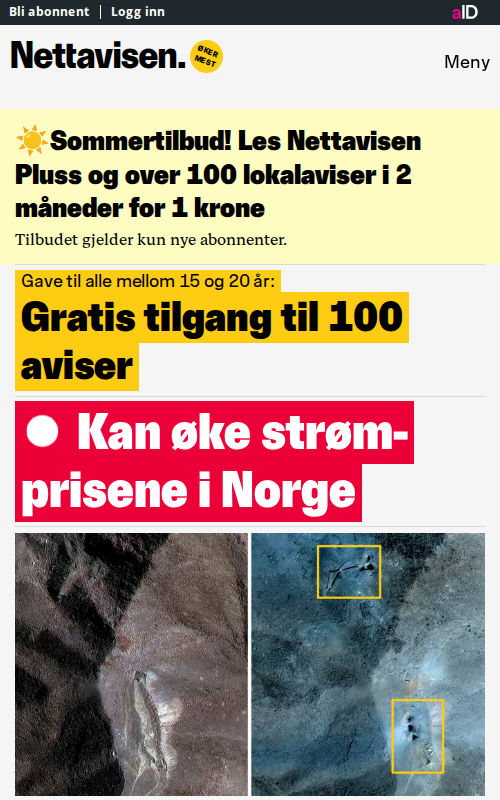 Bli abonnent | Logg inn
aID
Nettavisen.
ØKER
MEST
Meny
☀️Sommertilbud! Les Nettavisen
Pluss og over 100 lokalaviser i 2
måneder for 1 krone
Tilbudet gjelder kun nye abonnenter.
Gave til alle mellom 15 og 20 år:
Gratis tilgang til 100
aviser
Kan øke strøm-
prisene i Norge